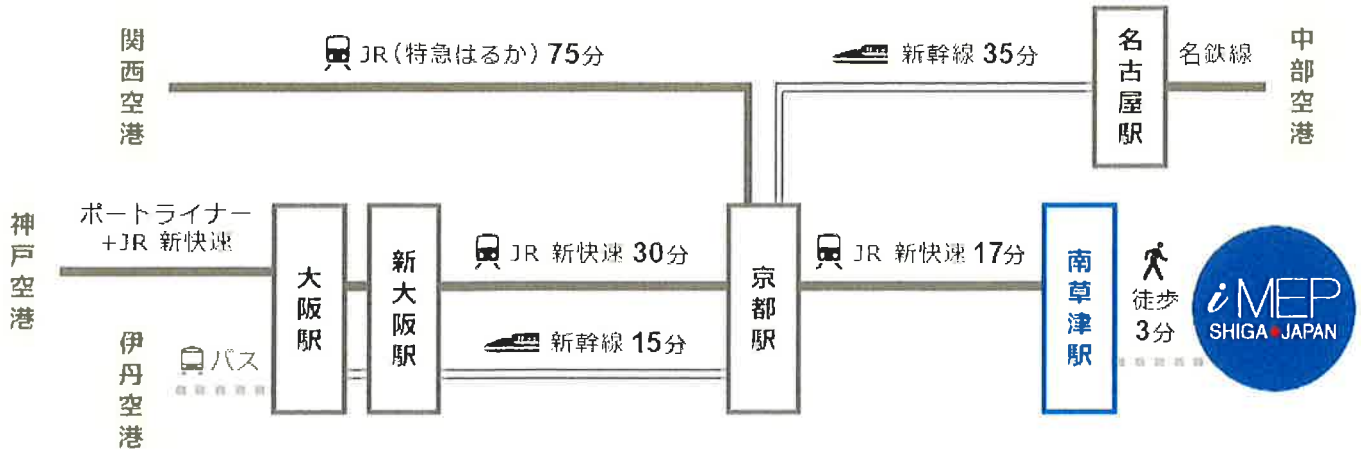 関西空港
JR(特急はるか) 75分
新幹線 35分
名古屋駅
名鉄線
中部空港
神戸空港
ポートライナー
+JR 新快速
大阪駅
新大阪駅
JR 新快速 30分
京都駅
JR 新快速 17分
南草津駅
徒歩
3分
iMEP
SHIGA JAPAN
伊丹空港
バス
新幹線 15分